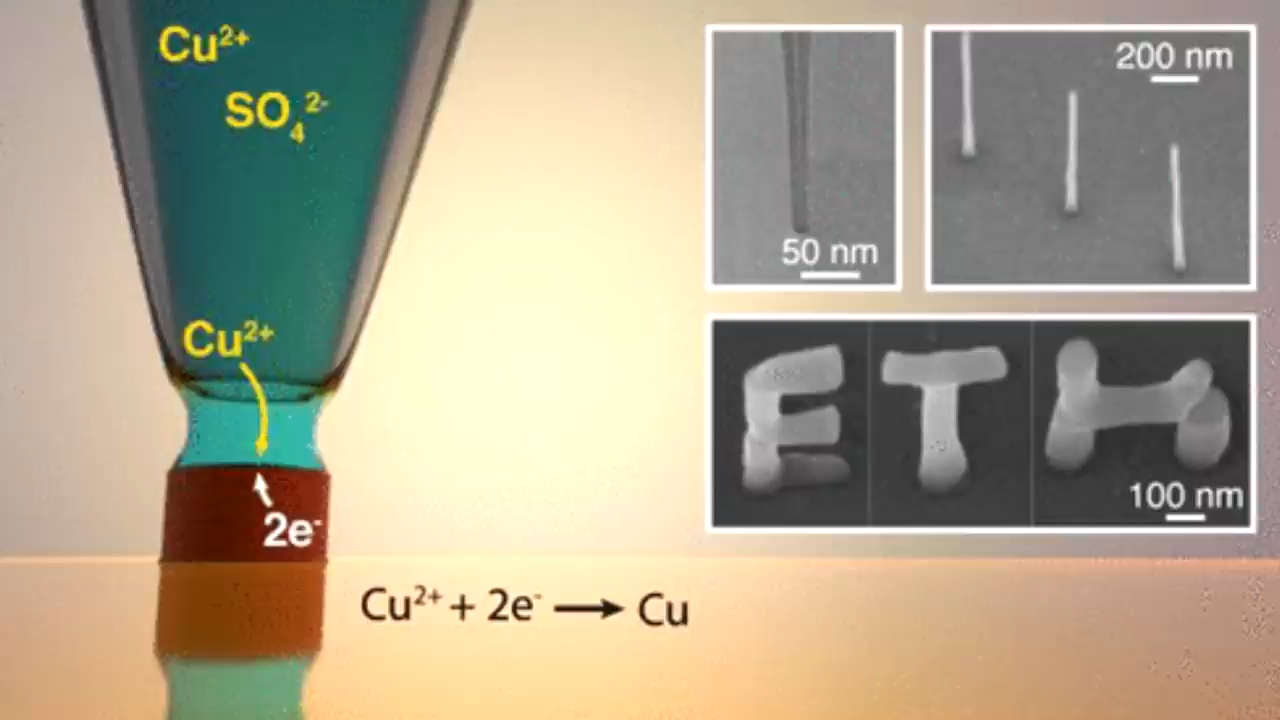 Cu²⁺
SO₄²⁻
Cu²⁺
2e⁻
Cu²⁺ + 2e⁻ → Cu
50 nm
200 nm
E T H
100 nm